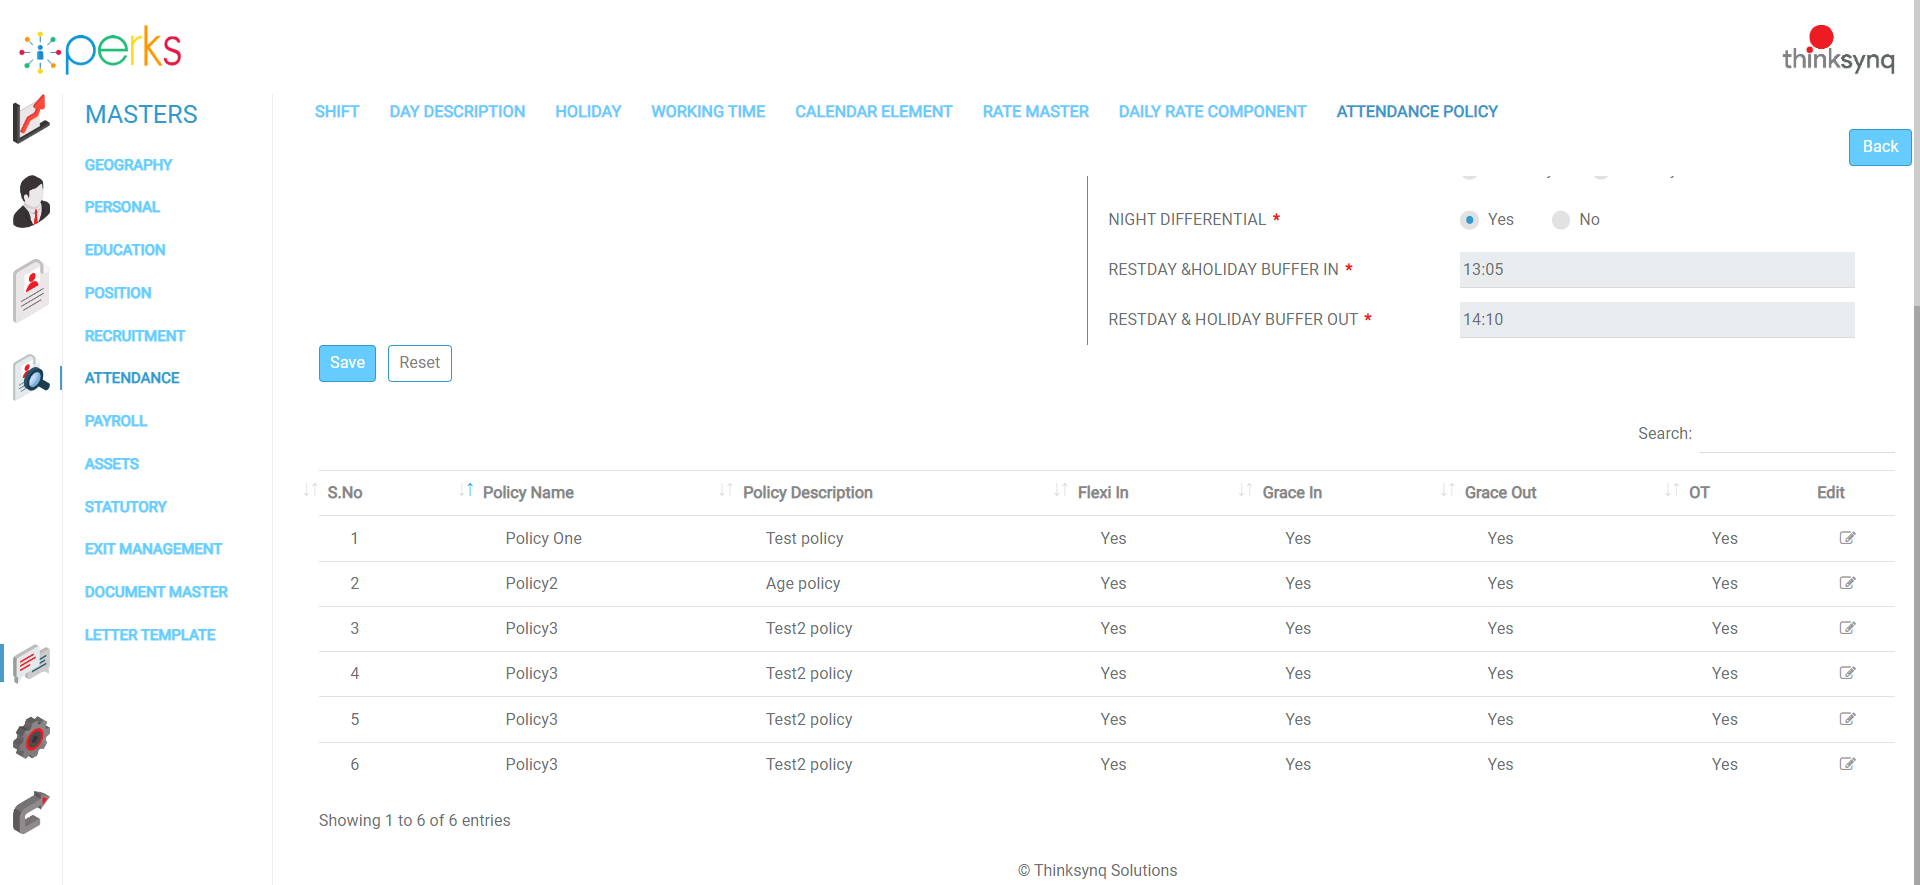 perks
thinksynq
MASTERS
SHIFT DAY DESCRIPTION HOLIDAY WORKING TIME CALENDAR ELEMENT RATE MASTER DAILY RATE COMPONENT ATTENDANCE POLICY
Back
GEOGRAPHY
PERSONAL
EDUCATION
POSITION
RECRUITMENT
ATTENDANCE
PAYROLL
ASSETS
STATUTORY
EXIT MANAGEMENT
DOCUMENT MASTER
LETTER TEMPLATE
NIGHT DIFFERENTIAL * Yes No
RESTDAY &HOLIDAY BUFFER IN * 13:05
RESTDAY & HOLIDAY BUFFER OUT * 14:10
Save Reset
Search:
S.No Policy Name Policy Description Flexi In Grace In Grace Out OT Edit
1 Policy One Test policy Yes Yes Yes Yes
2 Policy2 Age policy Yes Yes Yes Yes
3 Policy3 Test2 policy Yes Yes Yes Yes
4 Policy3 Test2 policy Yes Yes Yes Yes
5 Policy3 Test2 policy Yes Yes Yes Yes
6 Policy3 Test2 policy Yes Yes Yes Yes
Showing 1 to 6 of 6 entries
© Thinksynq Solutions